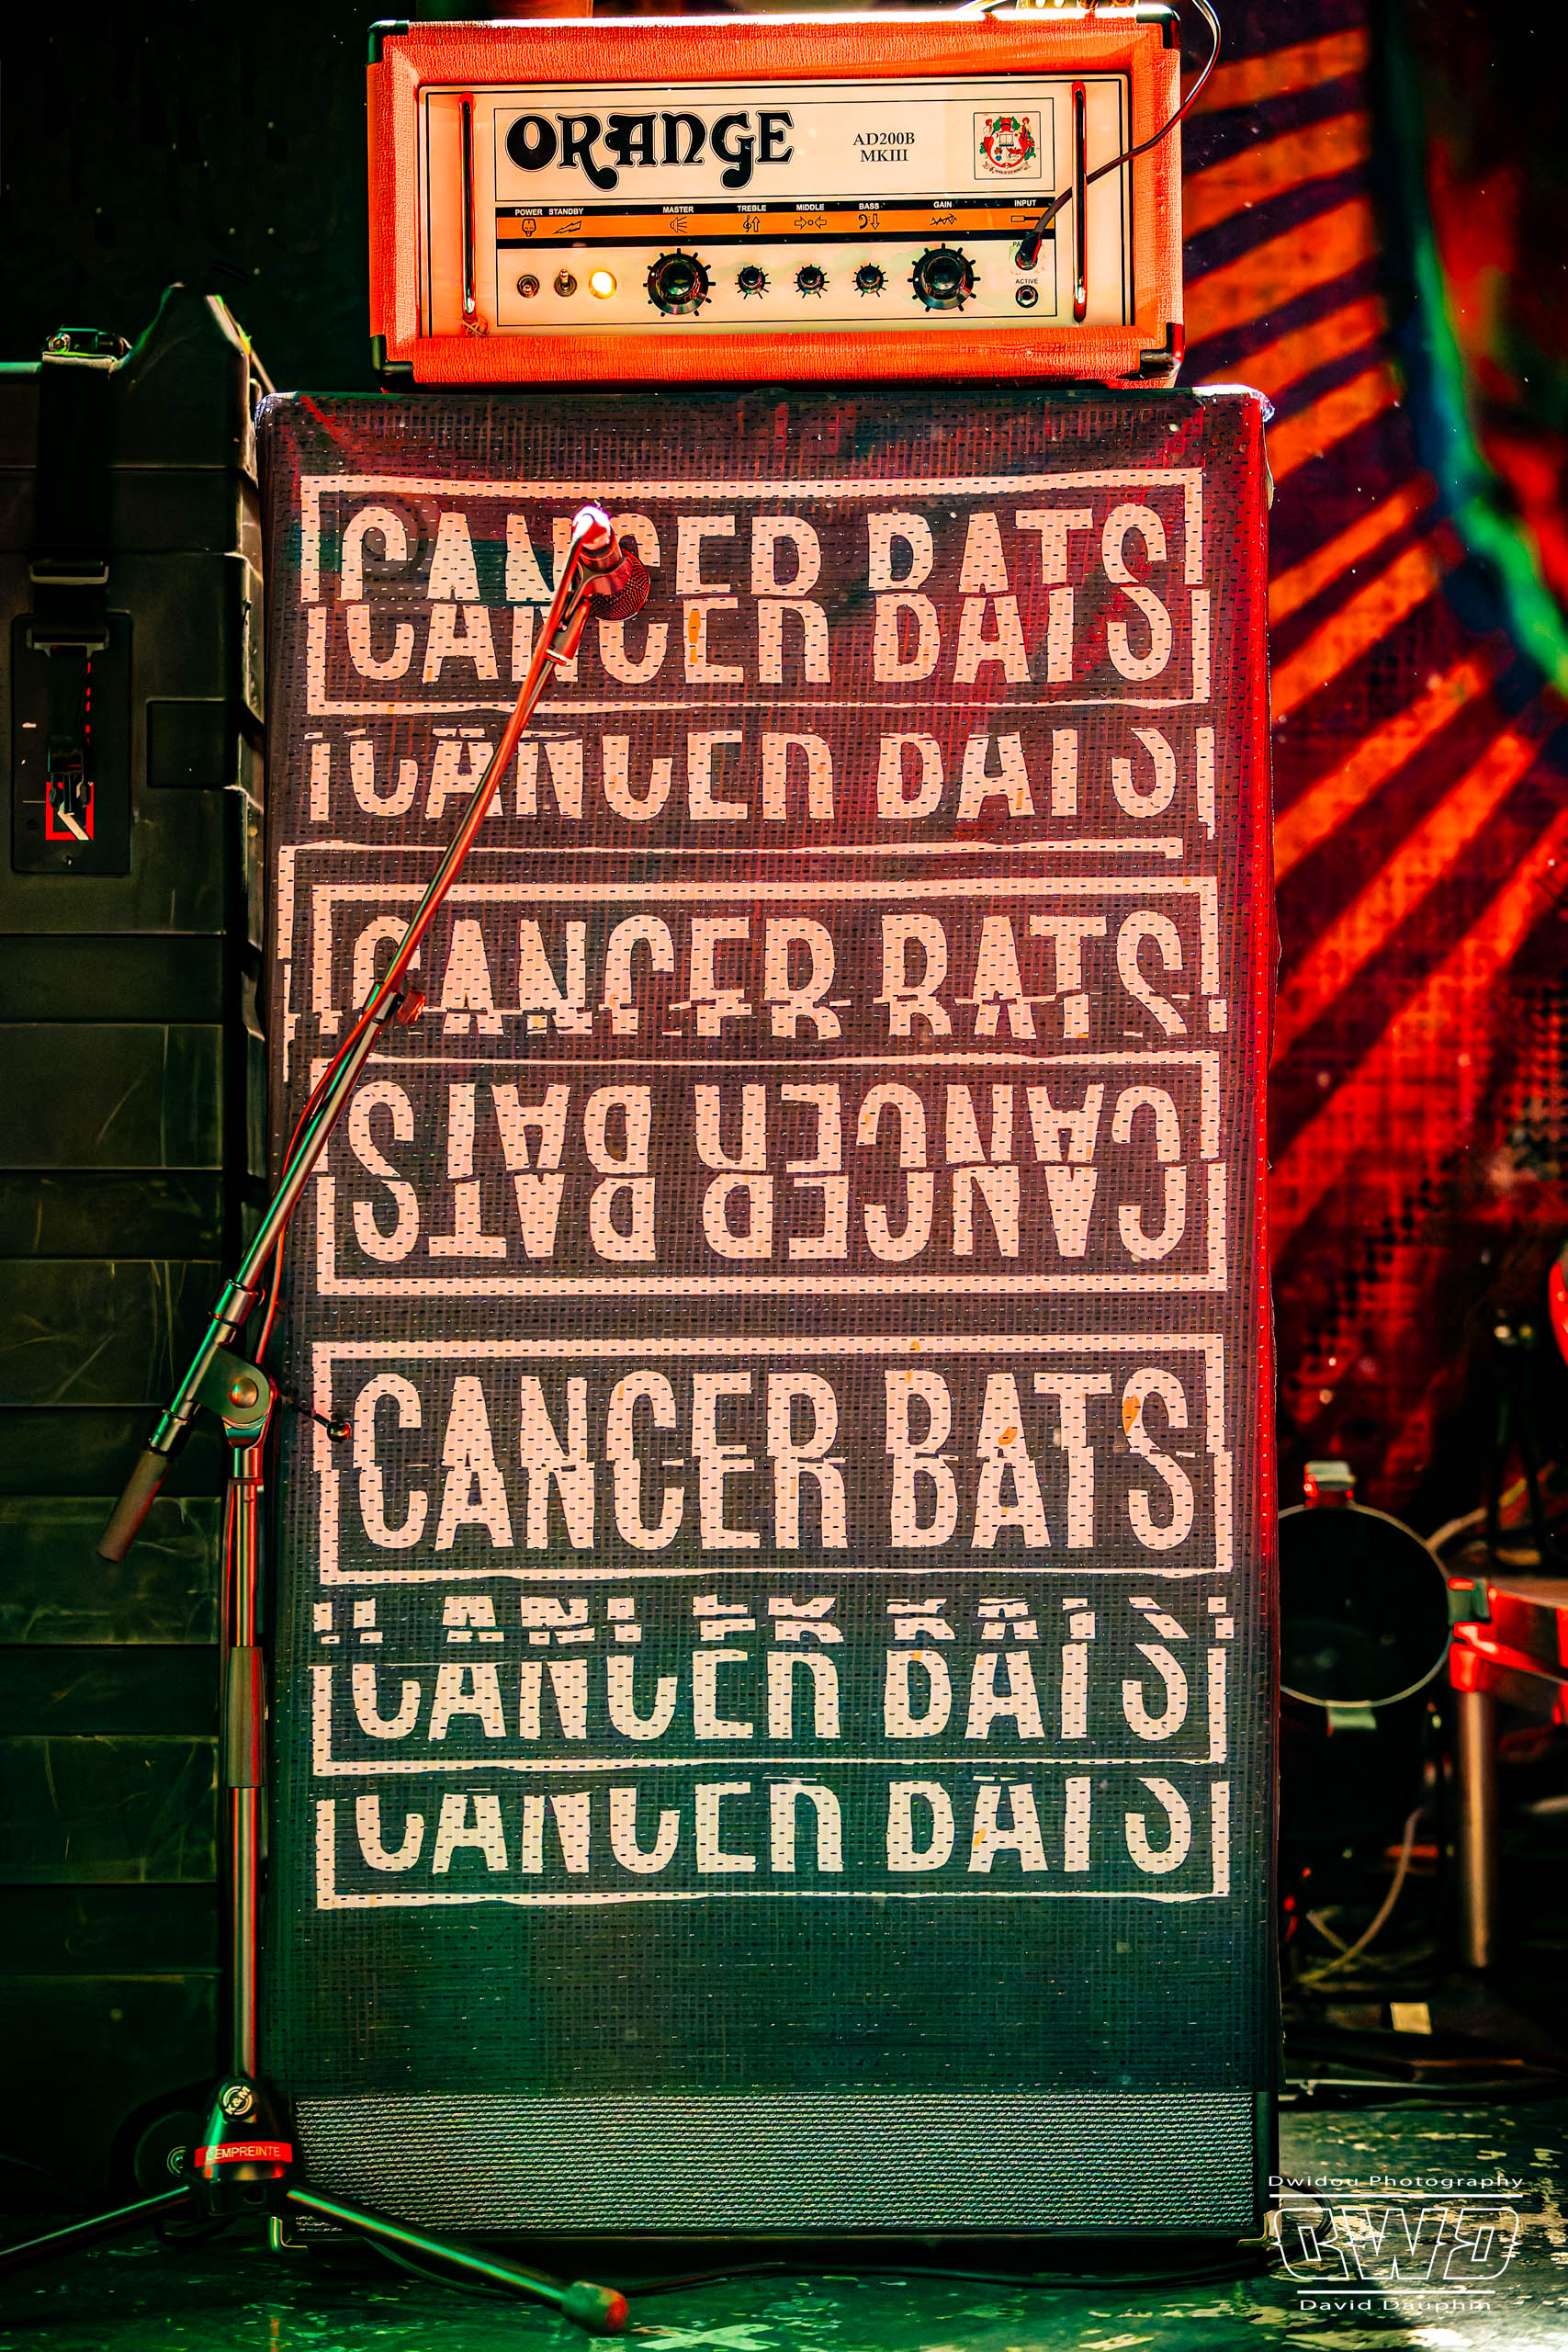 ORANGE
AD200B
MKIII
POWER STANDBY MASTER TREBLE MIDDLE BASS GAIN INPUT
ACTIVE
CANCER BATS
CANCER BATS
CANCER BATS
CANCER BATS
CANCER BATS
CANCER BATS
CANCER BATS
CANCER BATS
CANCER BATS
K&M
L'EMPREINTE
Dwidou Photography
DWD
David Dauphin